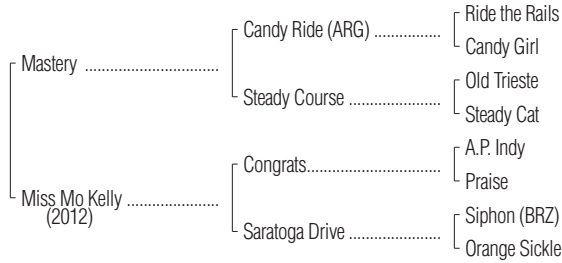 Ride the Rails
Candy Ride (ARG) ................
Candy Girl
Mastery ................................
Old Trieste
Steady Course ......................
Steady Cat
A.P. Indy
Congrats................................
Praise
Miss Mo Kelly ......................
(2012)
Siphon (BRZ)
Saratoga Drive ......................
Orange Sickle